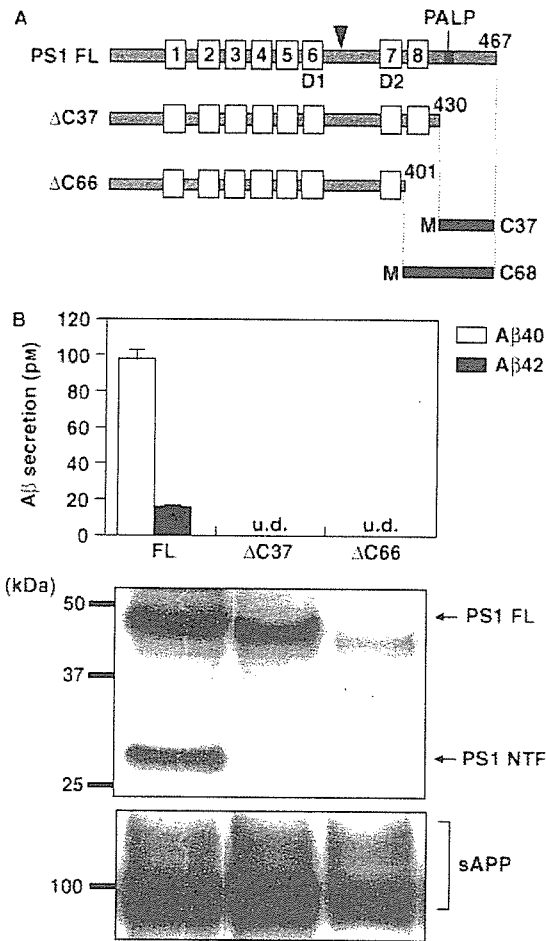 A
PALP
PS1 FL 1 2 3 4 5 6 7 8 467
D1 D2
ΔC37 430
ΔC66 401
M C37
M C68
B
Aβ secretion (pM)
120
100
80
60
40
20
0
Aβ40
Aβ42
u.d. u.d.
FL ΔC37 ΔC66
(kDa)
50
37
25
← PS1 FL
← PS1 NTF
100
sAPP